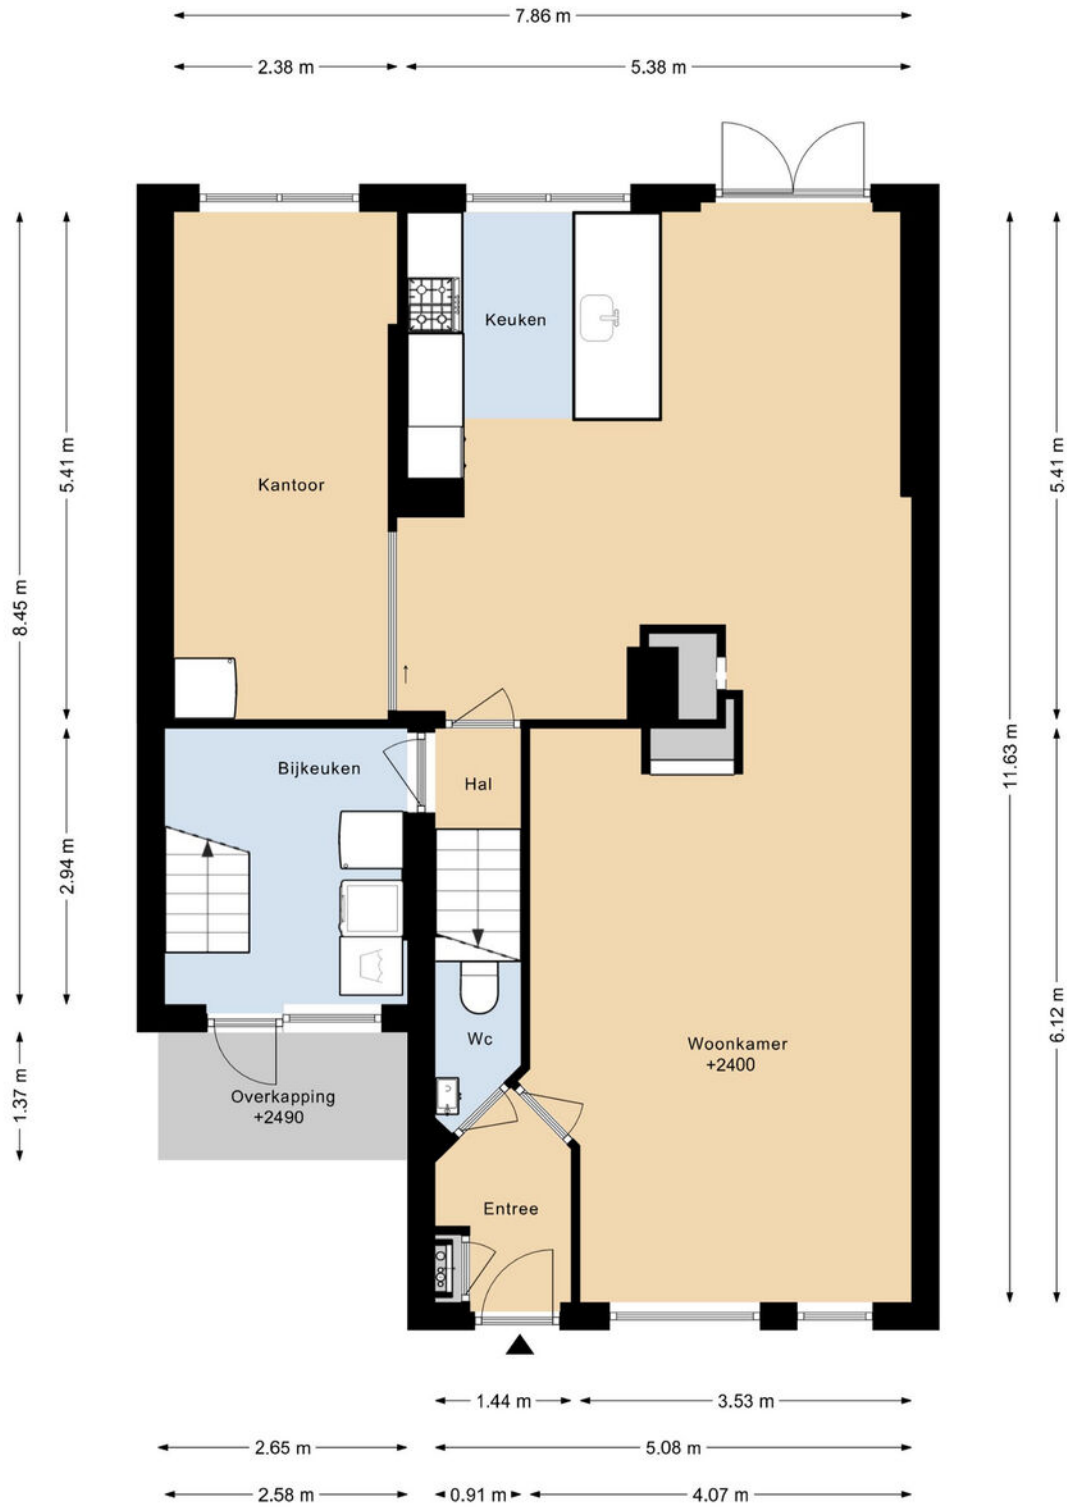 7.86 m
2.38 m
5.38 m
Keuken
Kantoor
5.41 m
5.41 m
8.45 m
11.63 m
Bijkeuken
Hal
2.94 m
6.12 m
Wc
Woonkamer
+2400
1.37 m
Overkapping
+2490
Entree
1.44 m
3.53 m
2.65 m
5.08 m
2.58 m
0.91 m
4.07 m